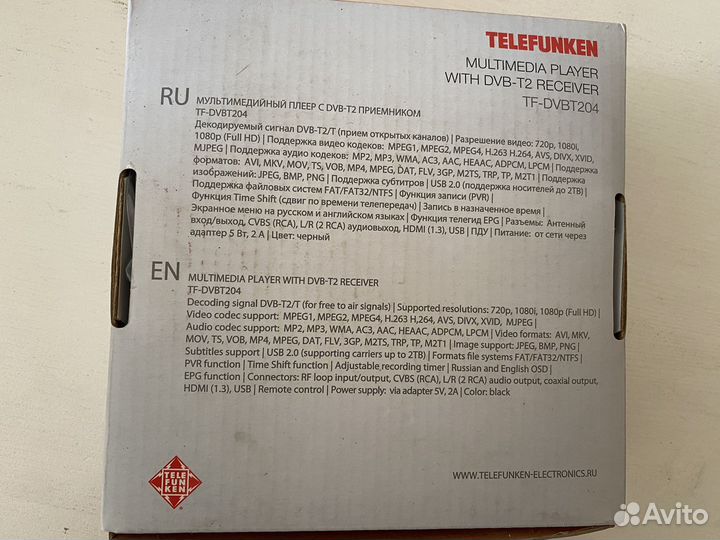 TELEFUNKEN
MULTIMEDIA PLAYER
WITH DVB-T2 RECEIVER
TF-DVBT204
RU МУЛЬТИМЕДИЙНЫЙ ПЛЕЕР С DVB-T2 ПРИЕМНИКОМ
TF-DVBT204
Декодируемый сигнал DVB-T2/T (прием открытых каналов) | Разрешение видео: 720p, 1080i,
1080p (Full HD) | Поддержка видео кодеков: MPEG1, MPEG2, MPEG4, H.263 H.264, AVS, DIVX, XVID,
MJPEG | Поддержка аудио кодеков: MP2, MP3, WMA, AC3, AAC, HEAAC, ADPCM, LPCM | Поддержка
форматов: AVI, MKV, MOV, TS, VOB, MP4, MPEG, DAT, FLV, 3GP, M2TS, TRP, TP, M2T1 | Поддержка
изображений: JPEG, BMP, PNG | Поддержка субтитров | USB 2.0 (поддержка носителей до 2TB) |
Поддержка файловых систем FAT/FAT32/NTFS | Функция записи (PVR) |
Функция Time Shift (сдвиг по времени телепередач) | Запись в назначенное время |
Экранное меню на русском и английском языках | Функция телегид EPG | Разъемы: Антенный
вход/выход, CVBS (RCA), L/R (2 RCA) аудиовыход, HDMI (1.3), USB | ПДУ | Питание: от сети через
адаптер 5 Вт, 2 А | Цвет: черный
EN MULTIMEDIA PLAYER WITH DVB-T2 RECEIVER
TF-DVBT204
Decoding signal DVB-T2/T (for free to air signals) | Supported resolutions: 720p, 1080i, 1080p (Full HD) |
Video codec support: MPEG1, MPEG2, MPEG4, H.263 H.264, AVS, DIVX, XVID, MJPEG |
Audio codec support: MP2, MP3, WMA, AC3, AAC, HEAAC, ADPCM, LPCM | Video formats: AVI, MKV,
MOV, TS, VOB, MP4, MPEG, DAT, FLV, 3GP, M2TS, TRP, TP, M2T1 | Image support: JPEG, BMP, PNG |
Subtitles support | USB 2.0 (supporting carriers up to 2TB) | Formats file systems FAT/FAT32/NTFS |
PVR function | Time Shift function | Adjustable recording timer | Russian and English OSD |
EPG function | Connectors: RF loop input/output, CVBS (RCA), L/R (2 RCA) audio output, coaxial output,
HDMI (1.3), USB | Remote control | Power supply: via adapter 5V, 2A | Color: black
TELE
FUN
KEN
WWW.TELEFUNKEN-ELECTRONICS.RU
Avito